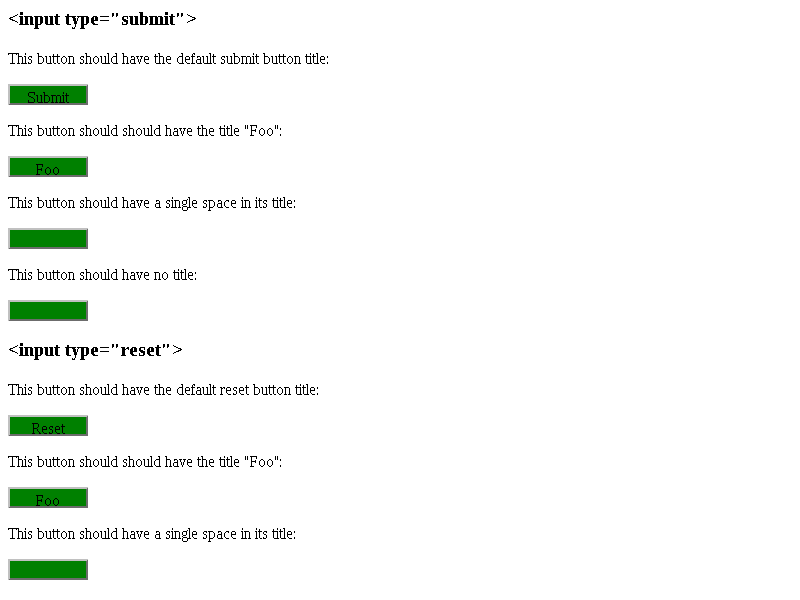 <input type="submit">
This button should have the default submit button title:
Submit
This button should should have the title "Foo":
Foo
This button should have a single space in its title:
This button should have no title:
<input type="reset">
This button should have the default reset button title:
Reset
This button should should have the title "Foo":
Foo
This button should have a single space in its title: